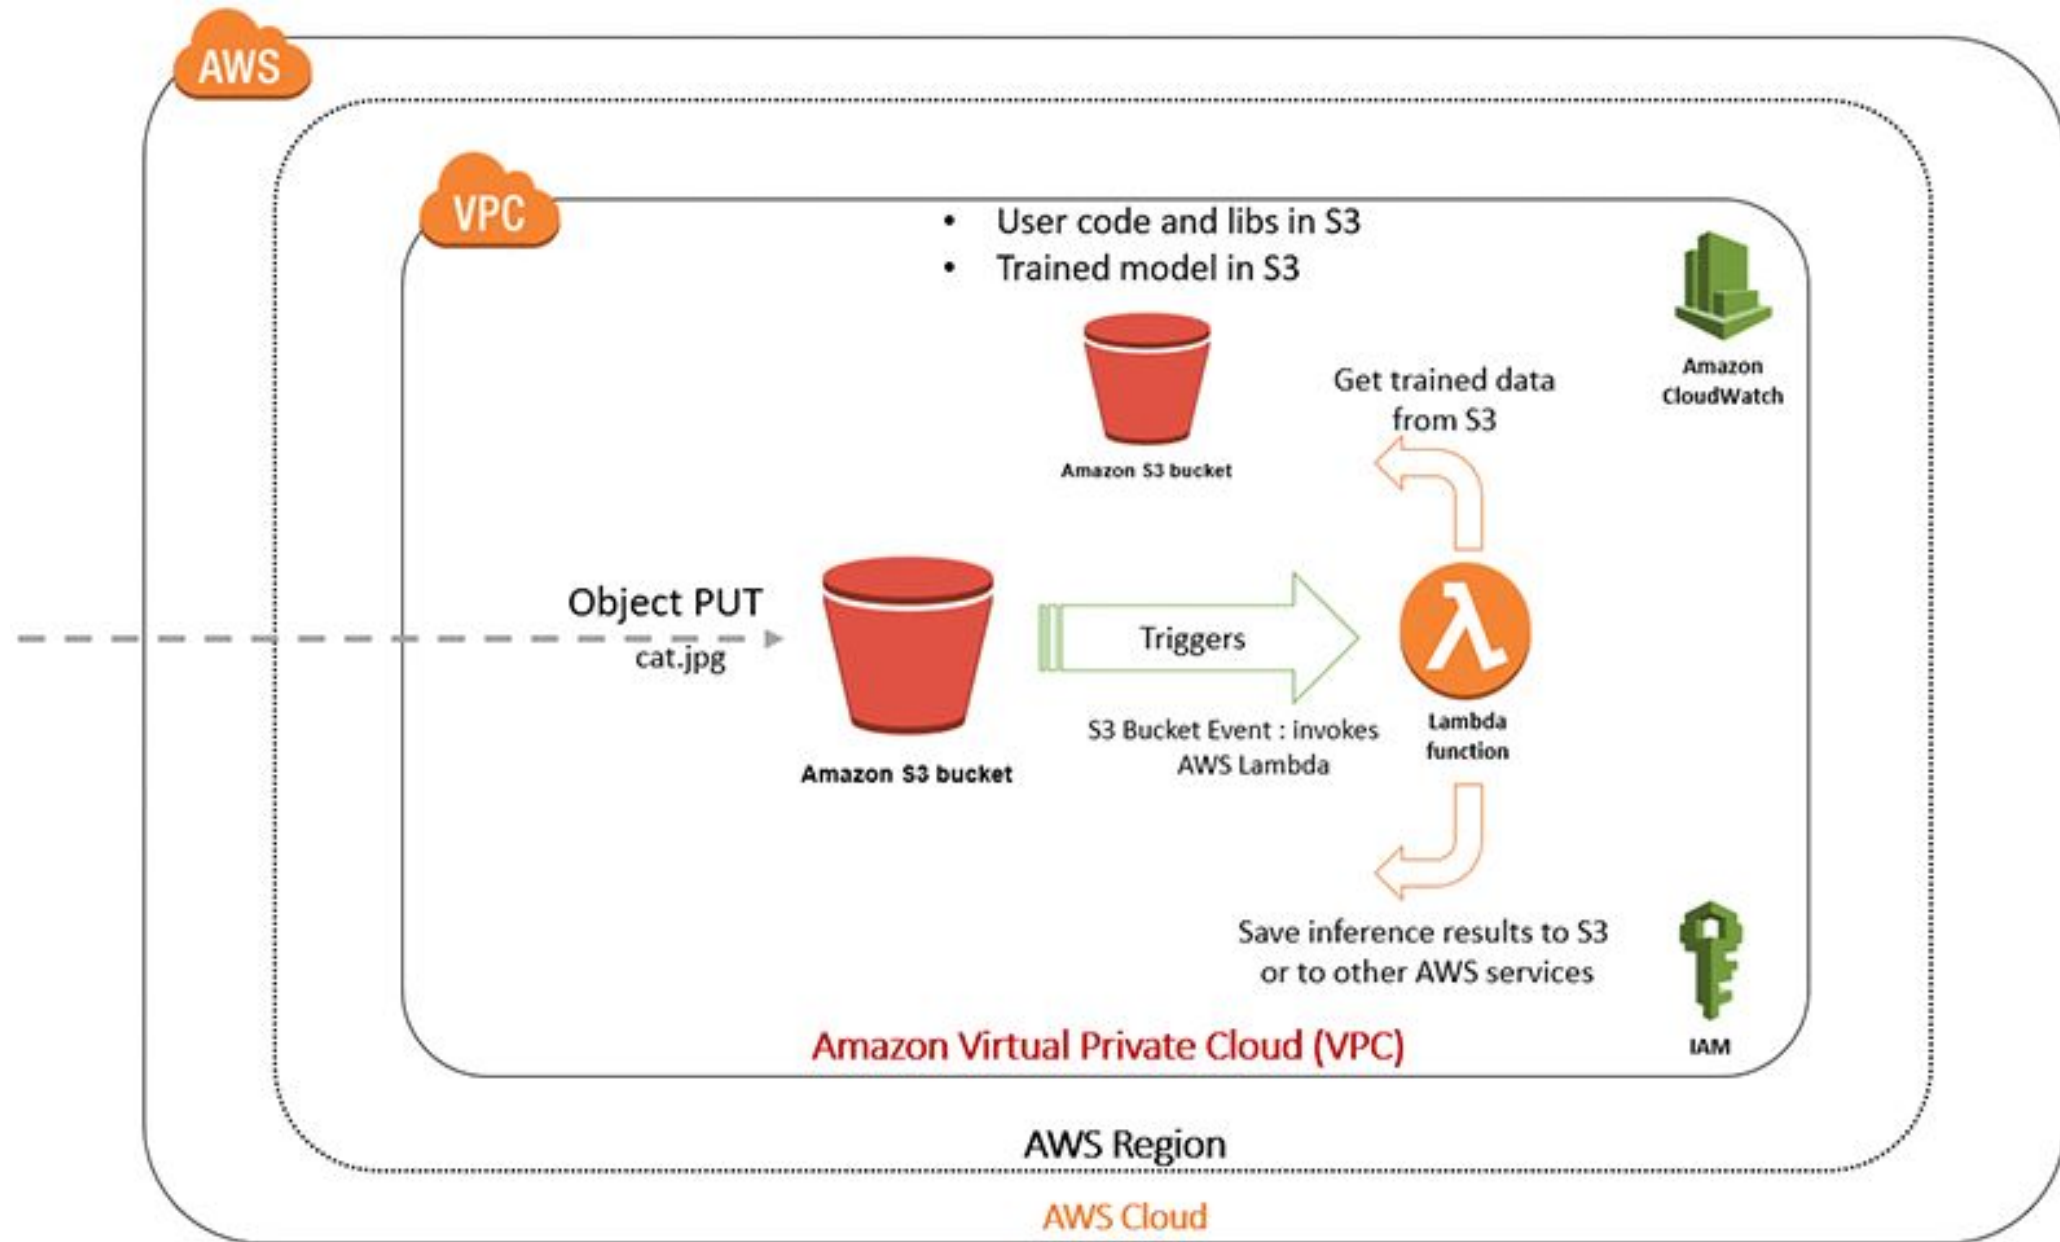 AWS
VPC
• User code and libs in S3
• Trained model in S3
Amazon
CloudWatch
Get trained data
from S3
Amazon S3 bucket
Object PUT
cat.jpg
Amazon S3 bucket
Triggers
S3 Bucket Event : invokes
AWS Lambda
λ
Lambda
function
Save inference results to S3
or to other AWS services
IAM
Amazon Virtual Private Cloud (VPC)
AWS Region
AWS Cloud